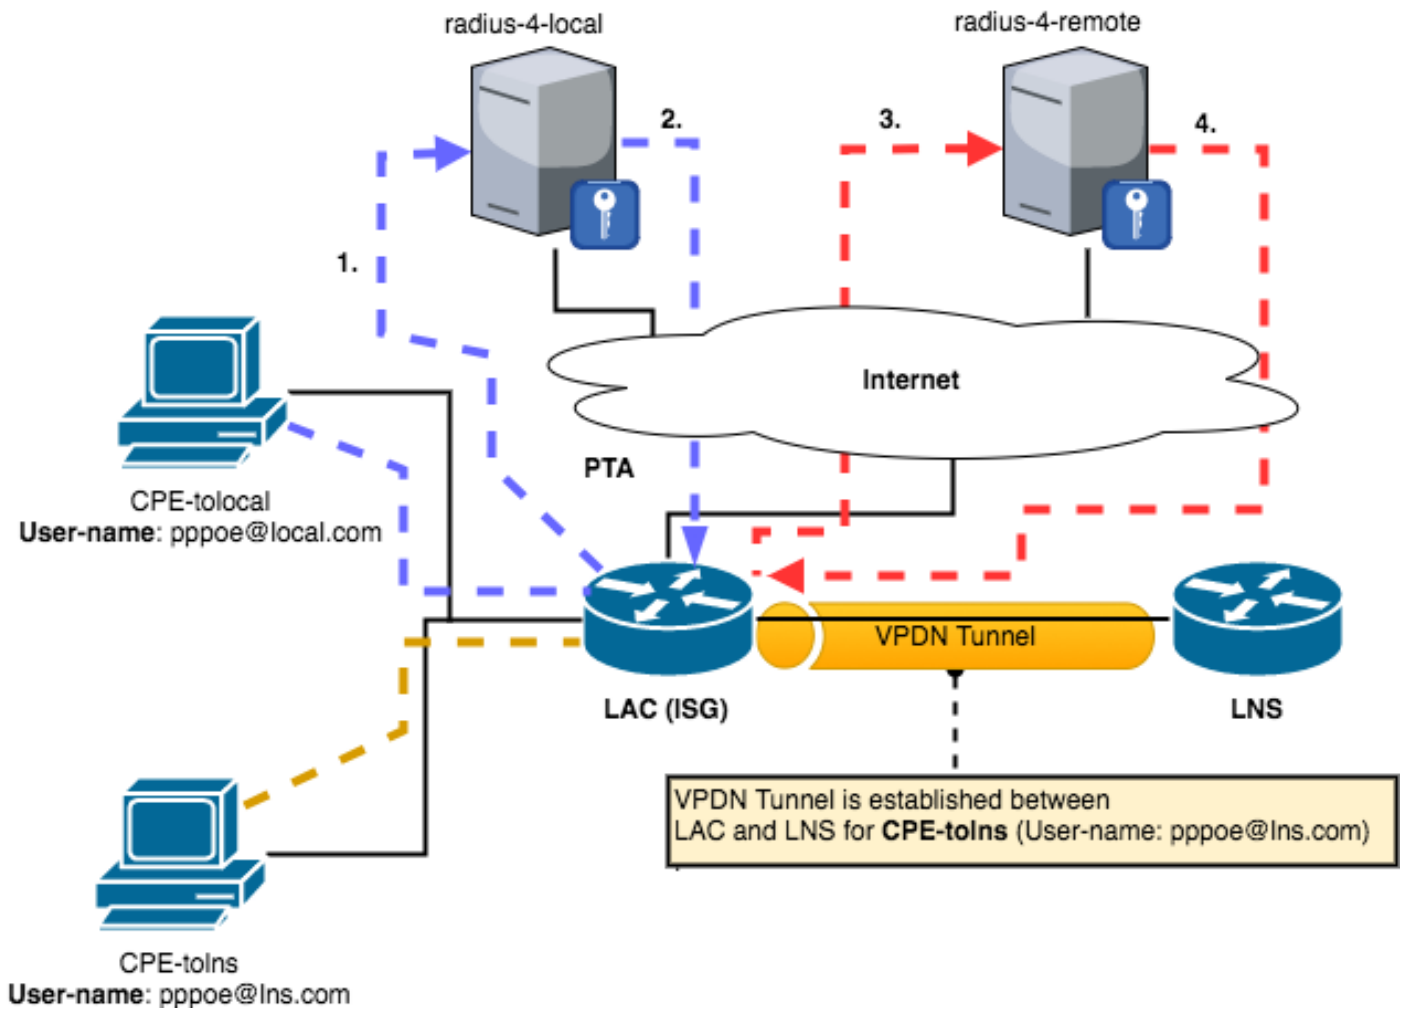 radius-4-local
radius-4-remote
2.
3.
4.
1.
Internet
PTA
CPE-tolocal
User-name: pppoe@local.com
VPDN Tunnel
LAC (ISG)
LNS
VPDN Tunnel is established between
LAC and LNS for CPE-tolns (User-name: pppoe@lns.com)
CPE-tolns
User-name: pppoe@lns.com